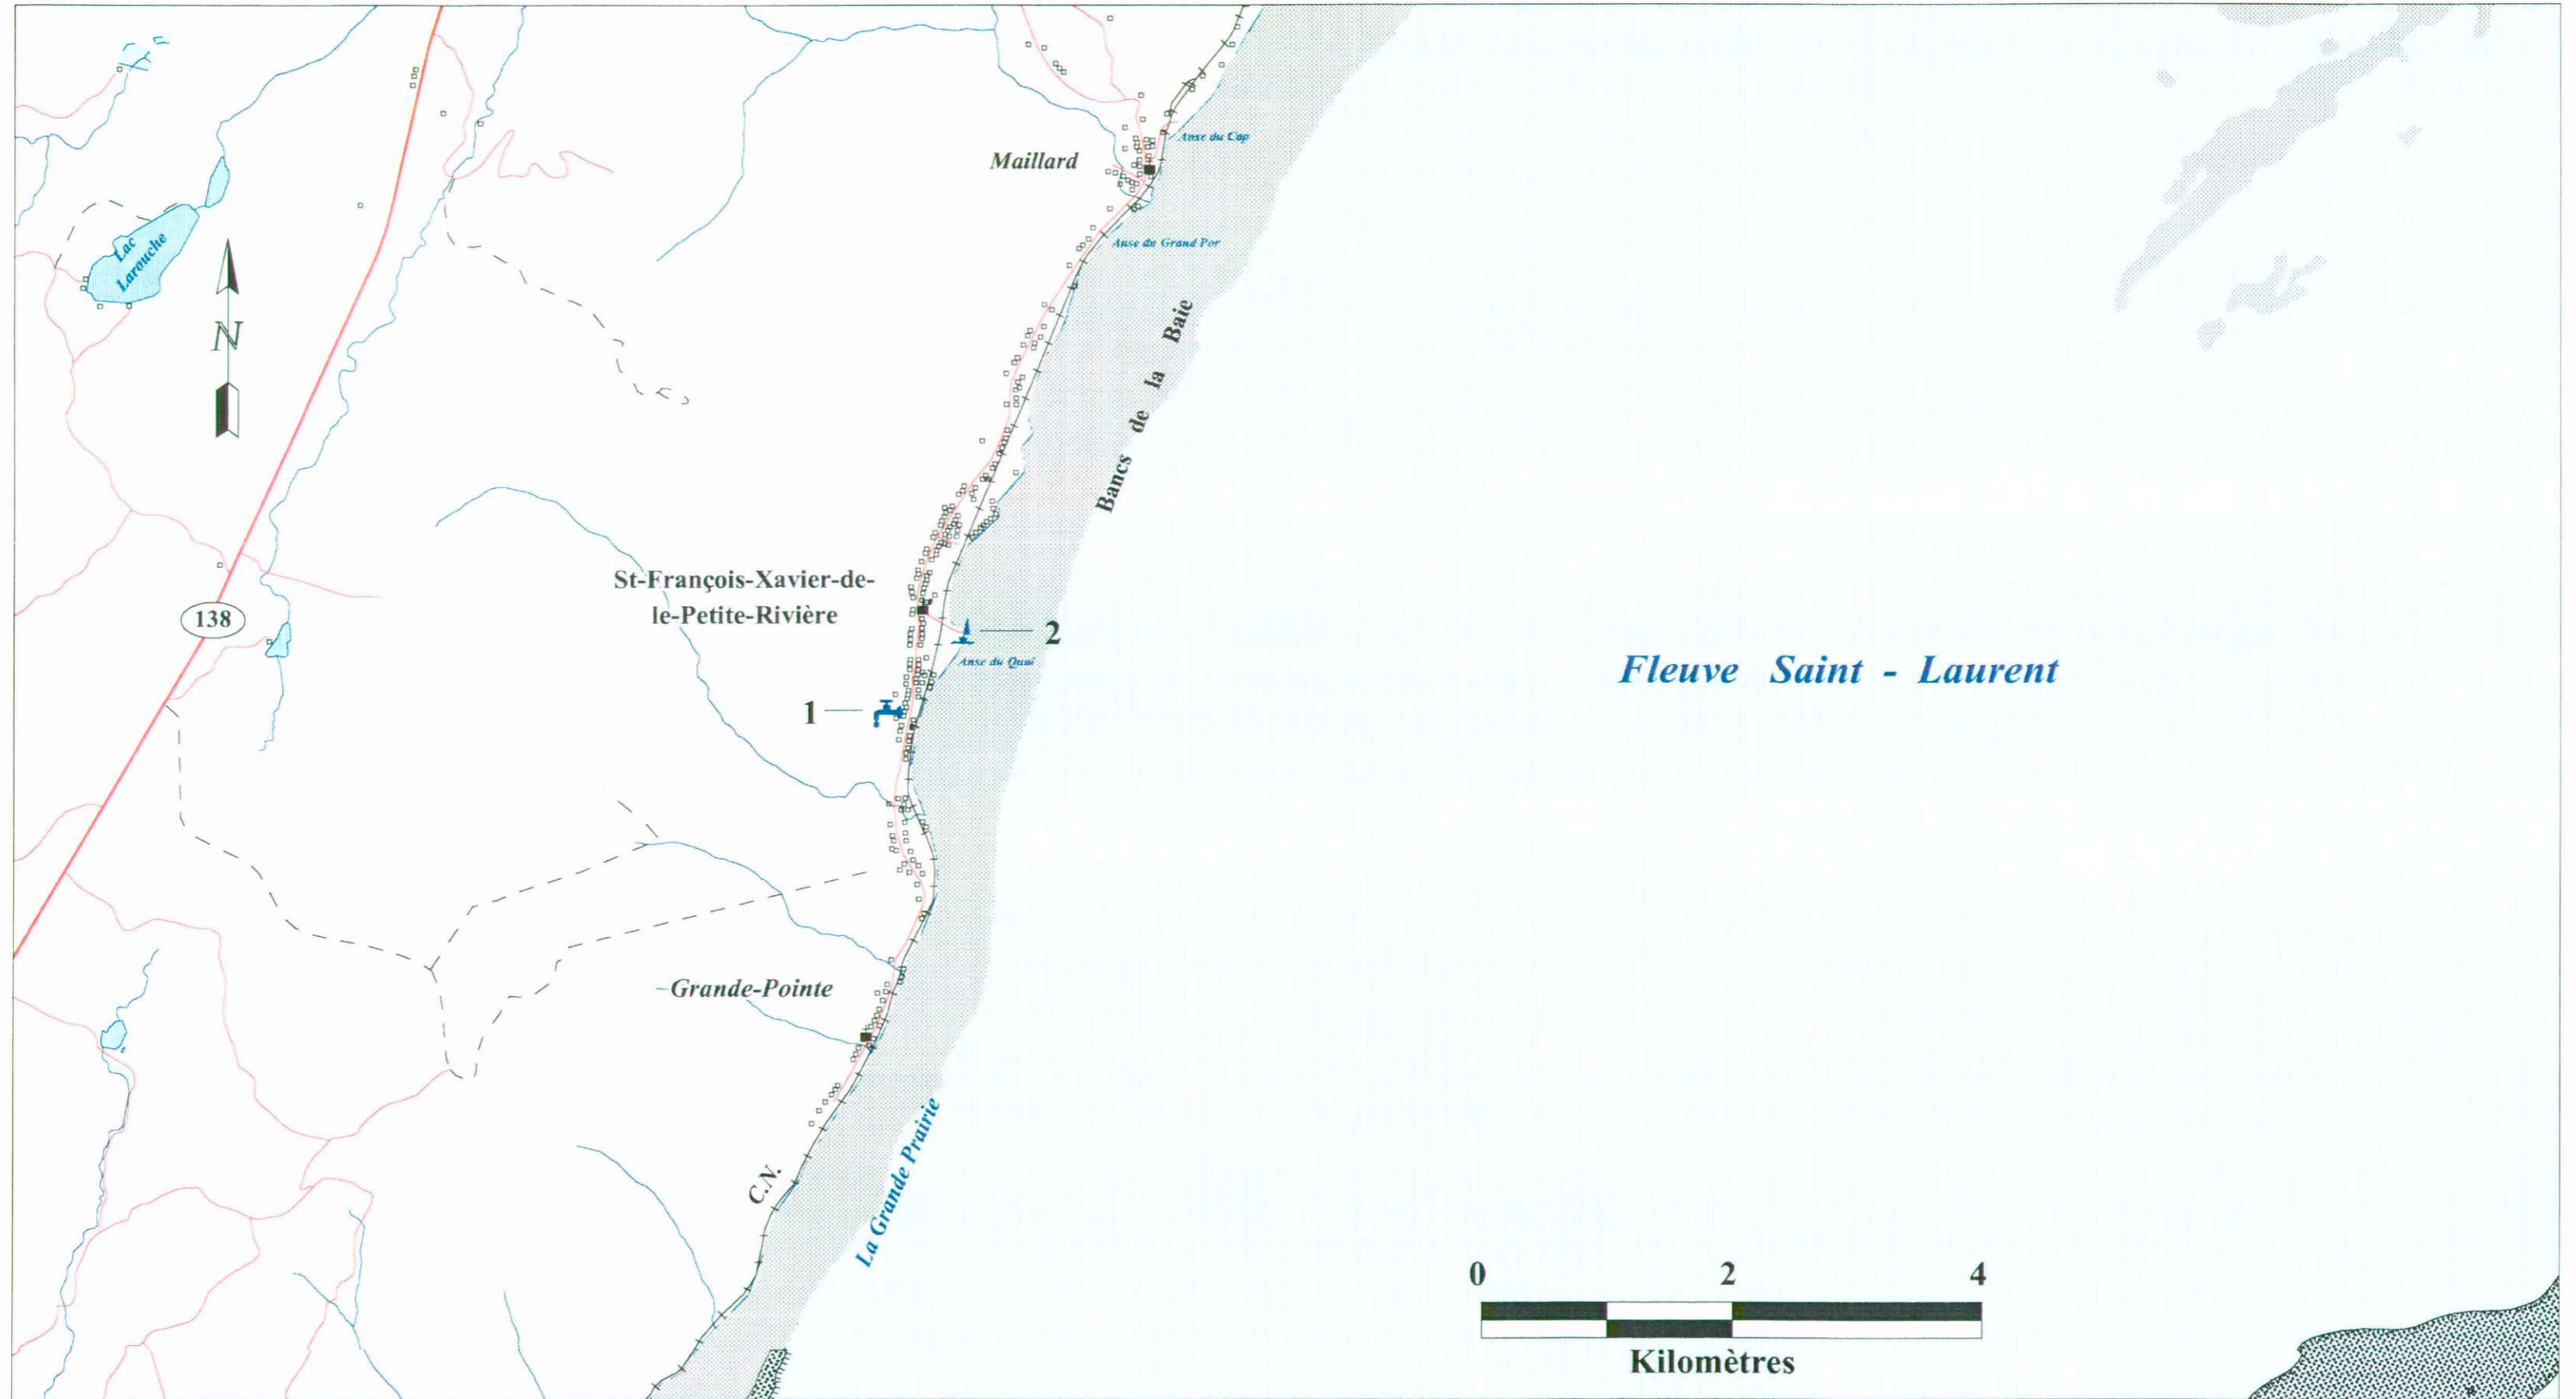 Anse du Cap
Maillard
Lac
Larouche
Anse du Grand Por
N
Bancs de la Baie
St-François-Xavier-de-
le-Petite-Rivière
138
2
Anse du Quai
Fleuve Saint - Laurent
1
Grande-Pointe
La Grande Prairie
C.N.
0 2 4
Kilomètres